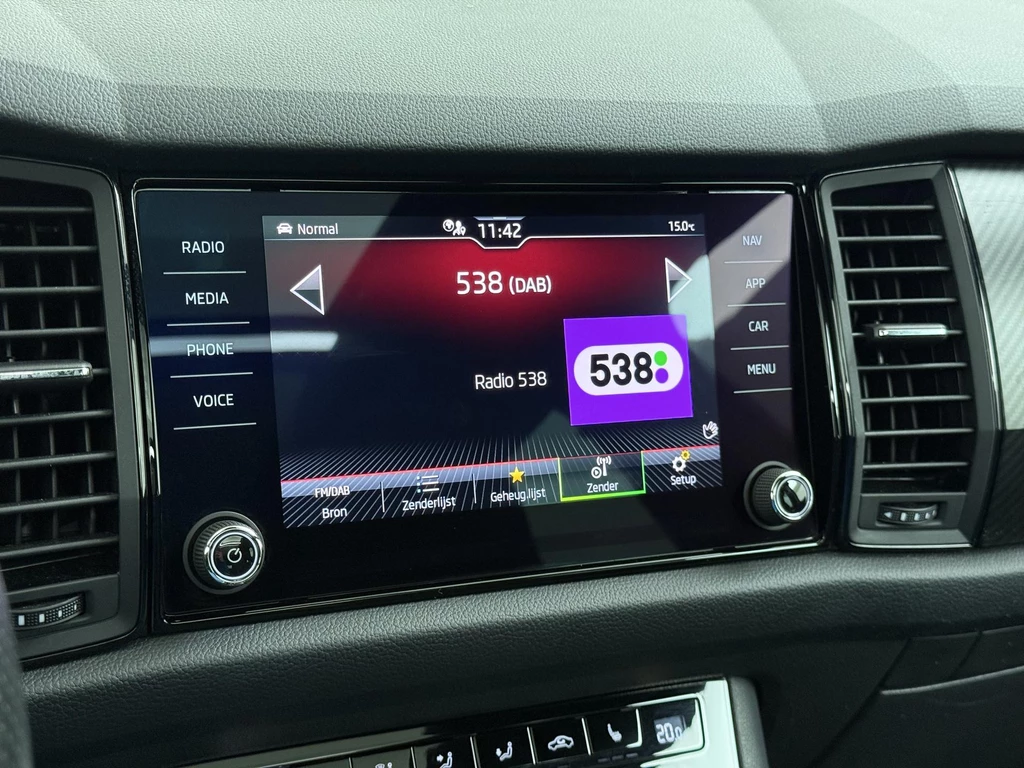 RADIO
MEDIA
PHONE
VOICE
Normal
11:42
15.0°c
538 (DAB)
Radio 538
538
FM/DAB
Bron
Zenderlijst
Geheug.lijst
Zender
Setup
NAV
APP
CAR
MENU
20.0